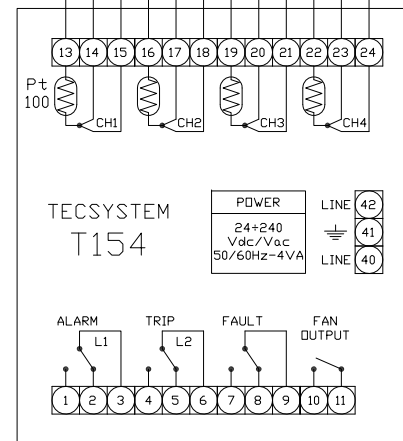 13 14 15 16 17 18 19 20 21 22 23 24
Pt
100
CH1 CH2 CH3 CH4
TECSYSTEM
T154
POWER
24÷240
Vdc/Vac
50/60Hz-4VA
LINE 42
41
LINE 40
ALARM TRIP FAULT FAN
OUTPUT
L1 L2
1 2 3 4 5 6 7 8 9 10 11